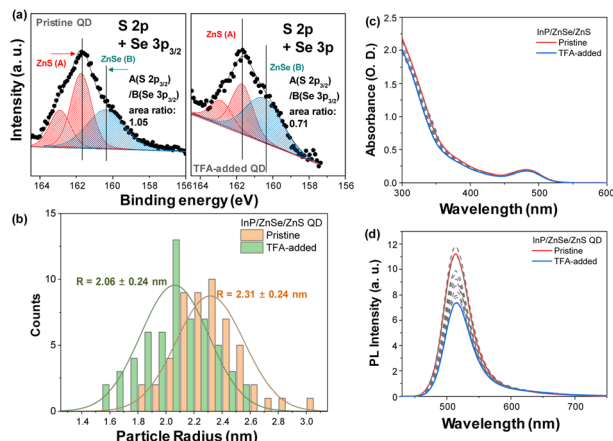 (a)
Pristine QD
S 2p
+ Se 3p3/2
ZnS (A)
ZnSe (B)
A(S 2p3/2)
/B(Se 3p3/2)
area ratio:
1.05
S 2p
+ Se 3p
ZnS (A)
ZnSe (B)
A(S 2p3/2)
/B(Se 3p3/2)
area ratio:
0.71
TFA-added QD
Intensity (a. u.)
164 162 160 158 156
164 162 160 158 156
Binding energy (eV)
(b)
InP/ZnSe/ZnS QD
Pristine
TFA-added
R = 2.06 ± 0.24 nm
R = 2.31 ± 0.24 nm
Counts
15
10
5
0
1.4 1.6 1.8 2.0 2.2 2.4 2.6 2.8 3.0
Particle Radius (nm)
(c)
InP/ZnSe/ZnS
Pristine
TFA-added
Absorbance (O. D.)
2.5
2.0
1.5
1.0
0.5
0.0
300 400 500 600
Wavelength (nm)
(d)
InP/ZnSe/ZnS QD
Pristine
TFA-added
PL Intensity (a. u.)
12
10
8
6
4
2
0
500 600 700
Wavelength (nm)